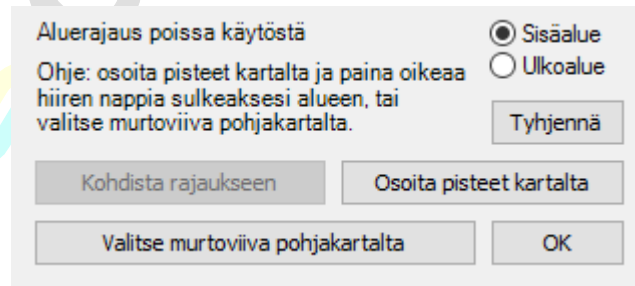 Aluerajaus poissa käytöstä
Sisäalue
Ulkoalue
Ohje: osoita pisteet kartalta ja paina oikeaa
hiiren nappia sulkeaksesi alueen, tai
valitse murtoviiva pohjakartalta.
Tyhjennä
Kohdista rajaukseen
Osoita pisteet kartalta
Valitse murtoviiva pohjakartalta
OK